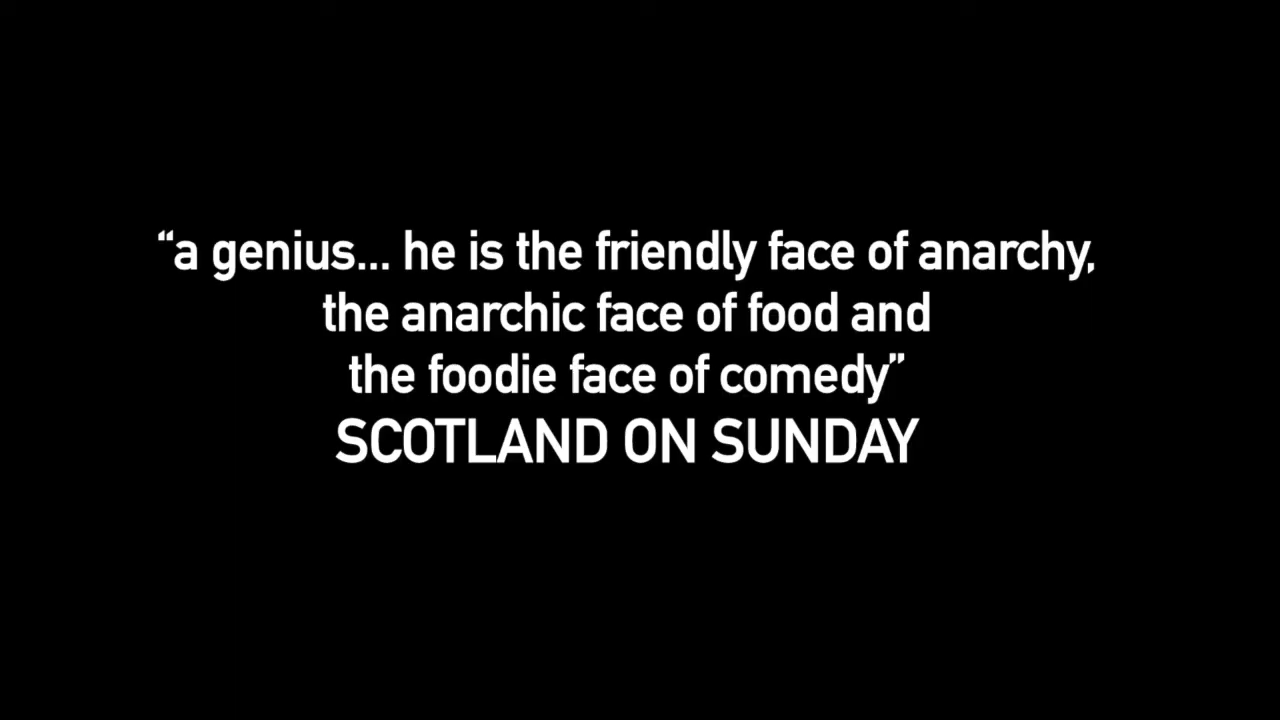 “a genius... he is the friendly face of anarchy,
the anarchic face of food and
the foodie face of comedy”
SCOTLAND ON SUNDAY